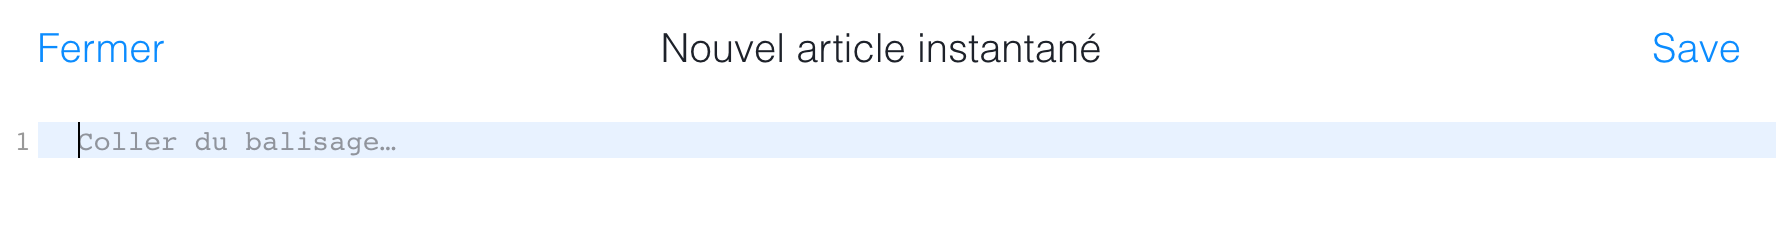 Fermer Nouvel article instantané Save
1 Coller du balisage…